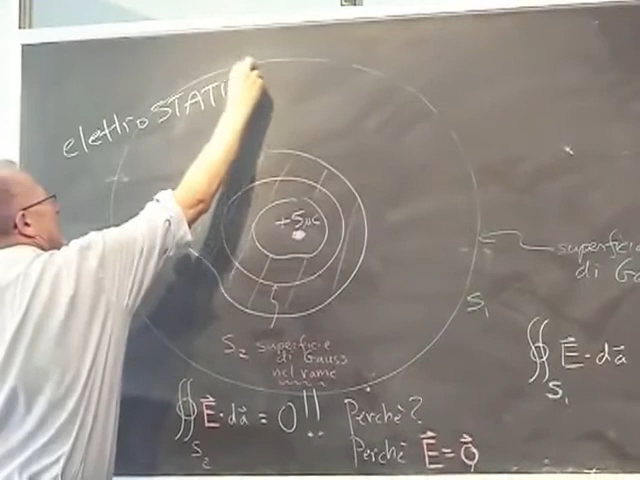 elettroSTATI
+5μC
superficie
di Ga
S₁
S₂ superficie
di Gauss
nel rame
∯ E⃗·da⃗
S₁
∯ E⃗·da⃗ = 0!! Perchè?
S₂
Perchè E⃗=0⃗